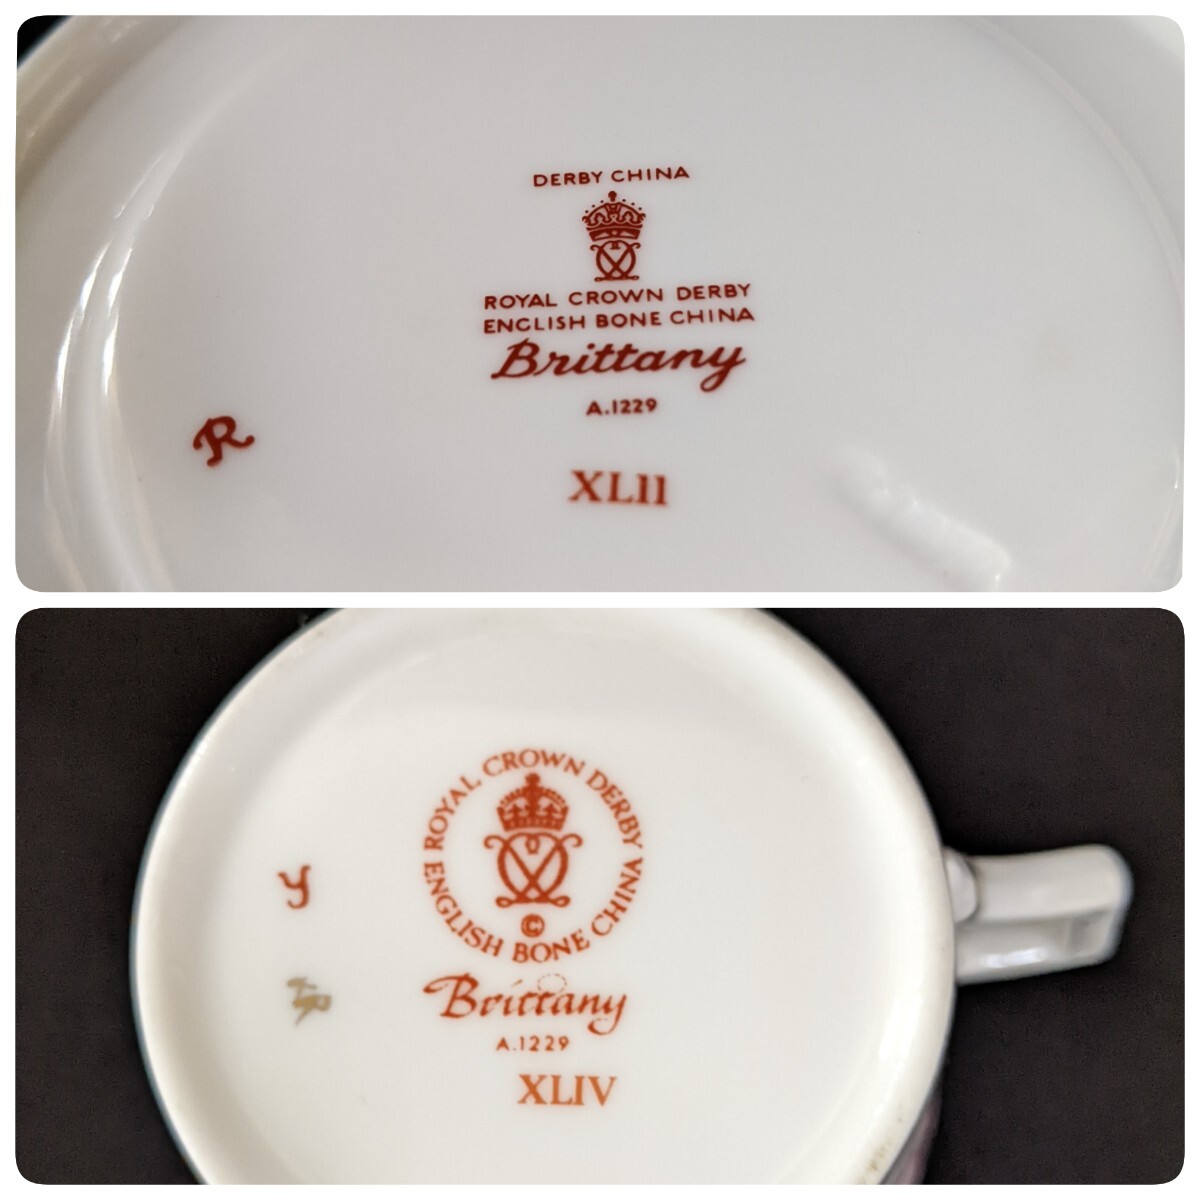 DERBY CHINA
ROYAL CROWN DERBY
ENGLISH BONE CHINA
Brittany
A.1229
R
XLII
ROYAL CROWN DERBY
ENGLISH BONE CHINA
©
Y
Brittany
A.1229
XLIV